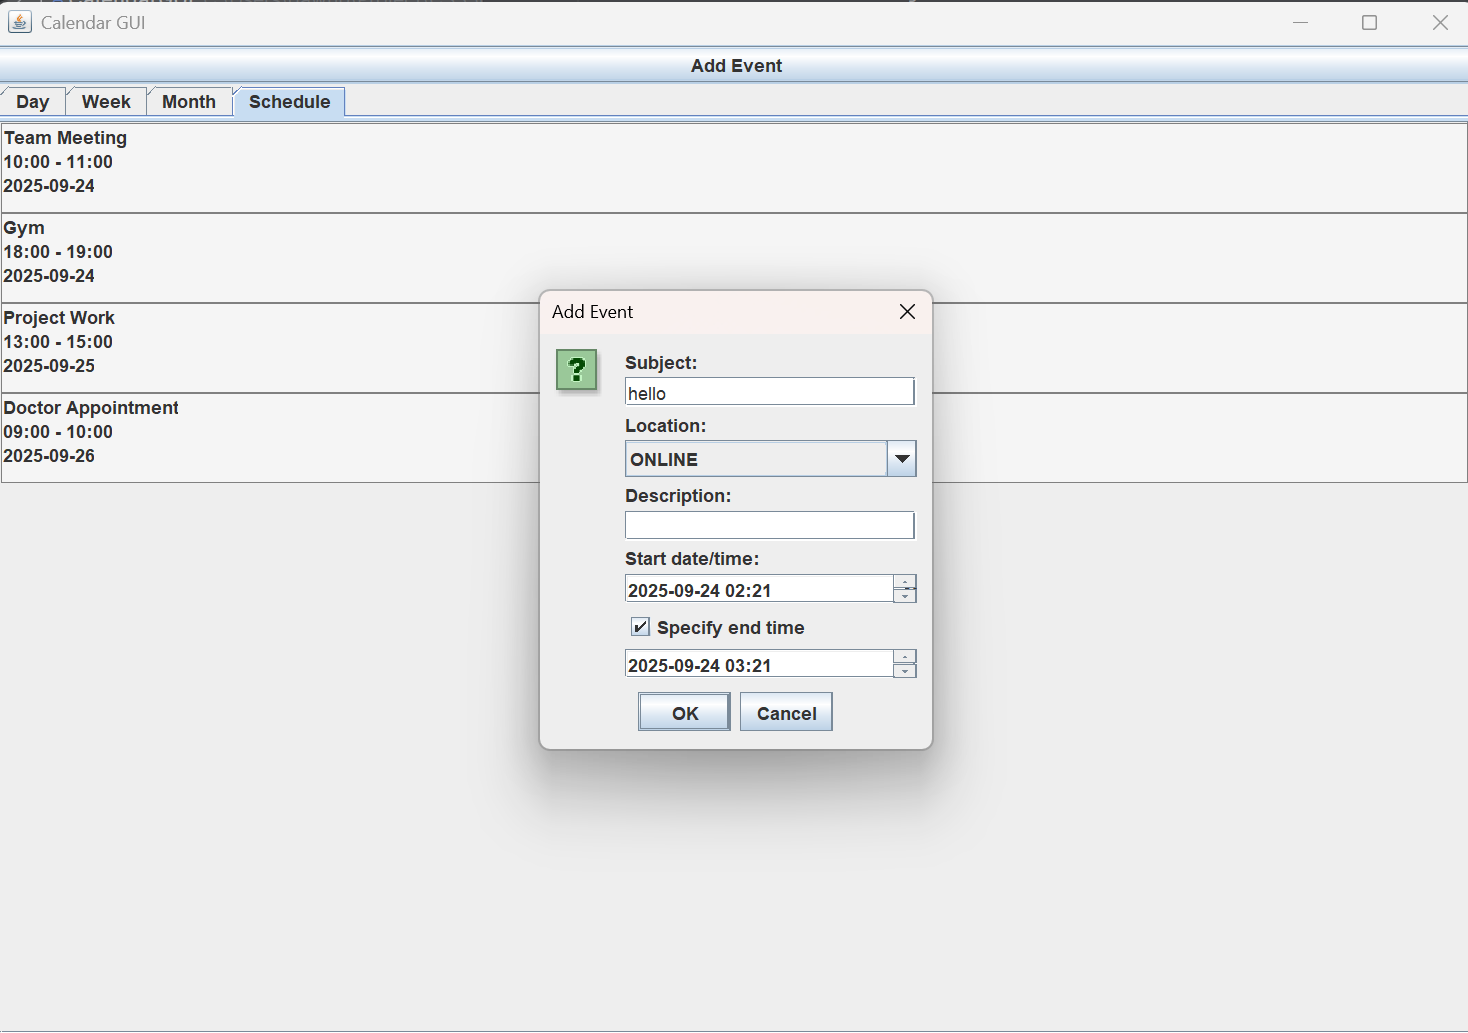 Calendar GUI
Add Event
Day Week Month Schedule
Team Meeting
10:00 - 11:00
2025-09-24
Gym
18:00 - 19:00
2025-09-24
Project Work
13:00 - 15:00
2025-09-25
Doctor Appointment
09:00 - 10:00
2025-09-26
Add Event
?
Subject:
hello
Location:
ONLINE
Description:
Start date/time:
2025-09-24 02:21
Specify end time
2025-09-24 03:21
OK Cancel